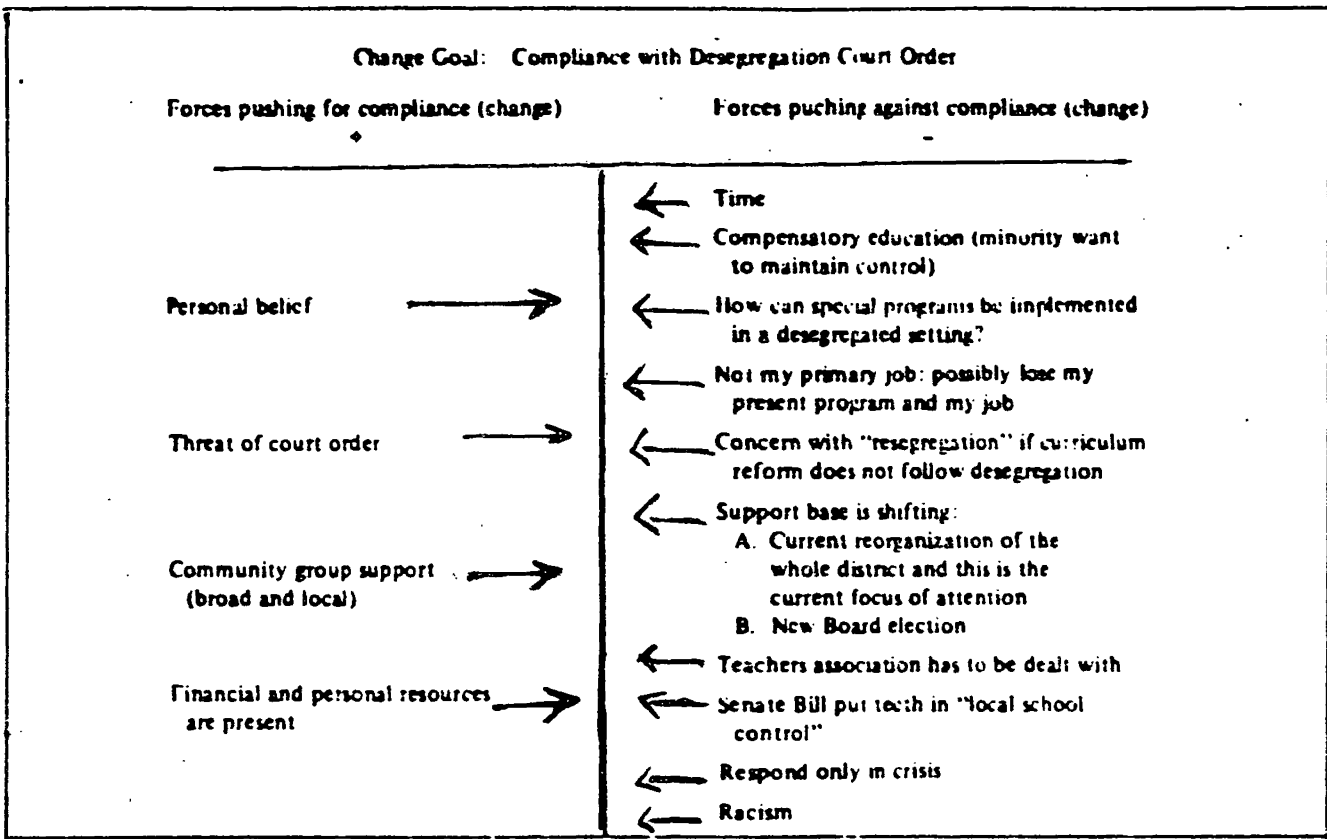 Change Goal: Compliance with Desegregation Court Order
Forces pushing for compliance (change)
+
Forces puching against compliance (change)
-
Personal belief
Threat of court order
Community group support
(broad and local)
Financial and personal resources
are present
Time
Compensatory education (minority want
to maintain control)
How can special programs be implemented
in a desegregated setting?
Not my primary job: possibly lose my
present program and my job
Concern with "resegregation" if curriculum
reform does not follow desegregation
Support base is shifting:
A. Current reorganization of the
whole district and this is the
current focus of attention
B. New Board election
Teachers association has to be dealt with
Senate Bill put teeth in "local school
control"
Respond only in crisis
Racism